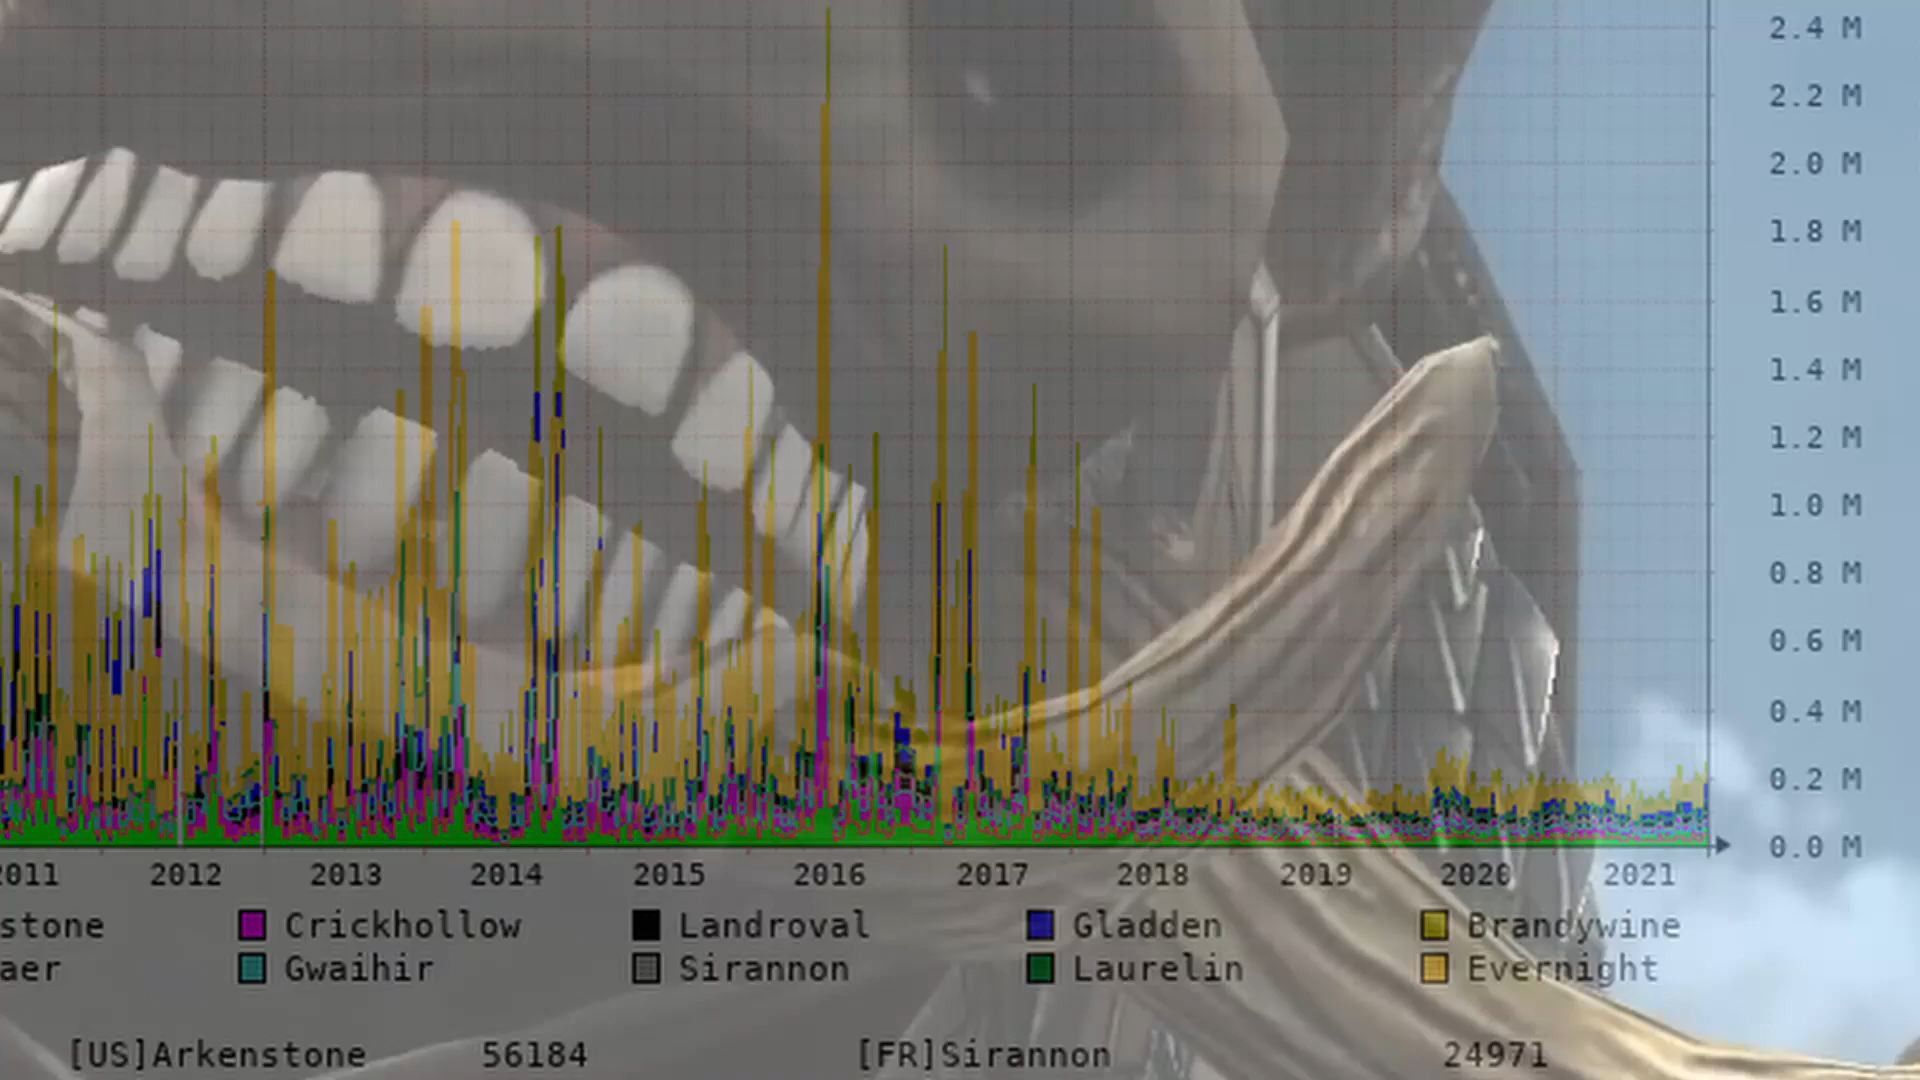 2.4 M
2.2 M
2.0 M
1.8 M
1.6 M
1.4 M
1.2 M
1.0 M
0.8 M
0.6 M
0.4 M
0.2 M
0.0 M
2011 2012 2013 2014 2015 2016 2017 2018 2019 2020 2021
stone Crickhollow Landroval Gladden Brandywine
aer Gwaihir Sirannon Laurelin Evernight
[US]Arkenstone 56184 [FR]Sirannon 24971